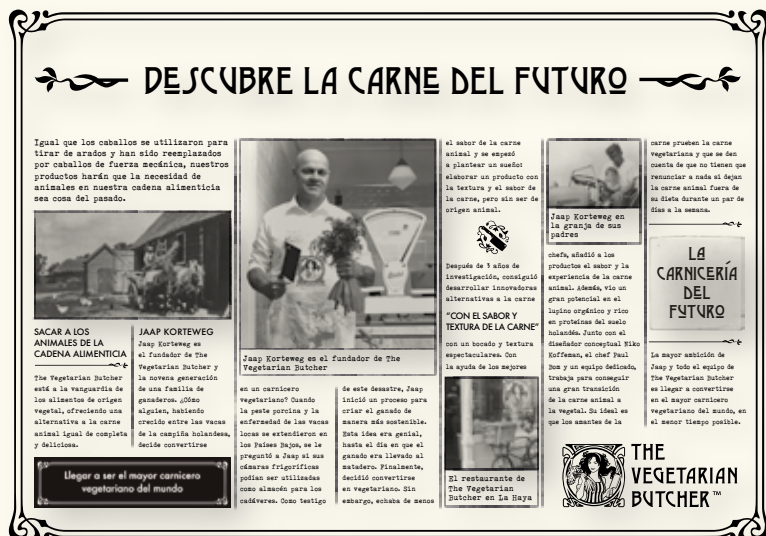 DESCUBRE LA CARNE DEL FUTURO
Igual que los caballos se utilizaron para
tirar de arados y han sido reemplazados
por caballos de fuerza mecánica, nuestros
productos harán que la necesidad de
animales en nuestra cadena alimenticia
sea cosa del pasado.
SACAR A LOS
ANIMALES DE LA
CADENA ALIMENTICIA
The Vegetarian Butcher
está a la vanguardia de
los alimentos de origen
vegetal, ofreciendo una
alternativa a la carne
animal igual de completa
y deliciosa.
JAAP KORTEWEG
Jaap Korteweg es
el fundador de The
Vegetarian Butcher y
la novena generación
de una familia de
ganaderos. ¿Cómo
alguien, habiendo
crecido entre las vacas
de la campiña holandesa,
decide convertirse
Llegar a ser el mayor carnicero
vegetariano del mundo
Jaap Korteweg es el fundador de The
Vegetarian Butcher
en un carnicero
vegetariano? Cuando
la peste porcina y la
enfermedad de las vacas
locas se extendieron en
los Países Bajos, se le
preguntó a Jaap si sus
cámaras frigoríficas
podían ser utilizadas
como almacén para los
cadáveres. Como testigo
de este desastre, Jaap
inició un proceso para
criar el ganado de
manera más sostenible.
Esta idea era genial,
hasta el día en que el
ganado era llevado al
matadero. Finalmente,
decidió convertirse
en vegetariano. Sin
embargo, echaba de menos
el sabor de la carne
animal y se empezó
a plantear un sueño:
elaborar un producto con
la textura y el sabor de
la carne, pero sin ser de
origen animal.
Después de 3 años de
investigación, consiguió
desarrollar innovadoras
alternativas a la carne
"CON EL SABOR Y
TEXTURA DE LA CARNE"
con un bocado y textura
espectaculares. Con
la ayuda de los mejores
El restaurante de
The Vegetarian
Butcher en La Haya
Jaap Korteweg en
la granja de sus
padres
chefs, añadió a los
productos el sabor y la
experiencia de la carne
animal. Además, vio un
gran potencial en el
lupino orgánico y rico
en proteínas del suelo
holandés. Junto con el
diseñador conceptual Niko
Koffeman, el chef Paul
Bom y un equipo dedicado,
trabaja para conseguir
una gran transición
de la carne animal a
la vegetal. Su ideal es
que los amantes de la
carne prueben la carne
vegetariana y que se den
cuenta de que no tienen que
renunciar a nada si dejan
la carne animal fuera de
su dieta durante un par de
días a la semana.
LA
CARNICERÍA
DEL
FUTURO
La mayor ambición de
Jaap y todo el equipo de
The Vegetarian Butcher
es llegar a convertirse
en el mayor carnicero
vegetariano del mundo, en
el menor tiempo posible.
THE
VEGETARIAN
BUTCHER™